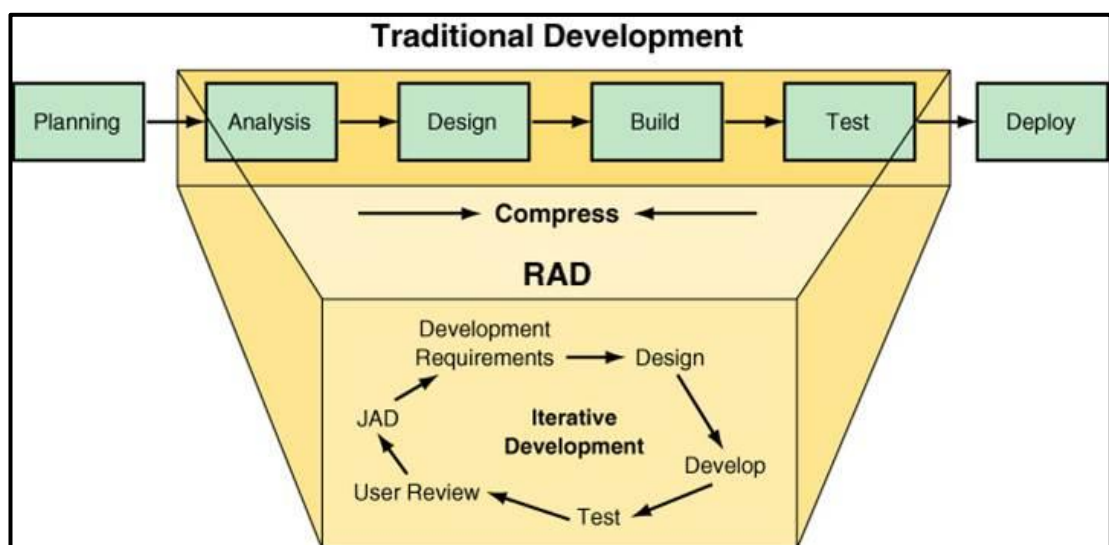 Traditional Development
Planning
Analysis
Design
Build
Test
Deploy
Compress
RAD
Development
Requirements
Design
JAD
Iterative
Development
Develop
User Review
Test